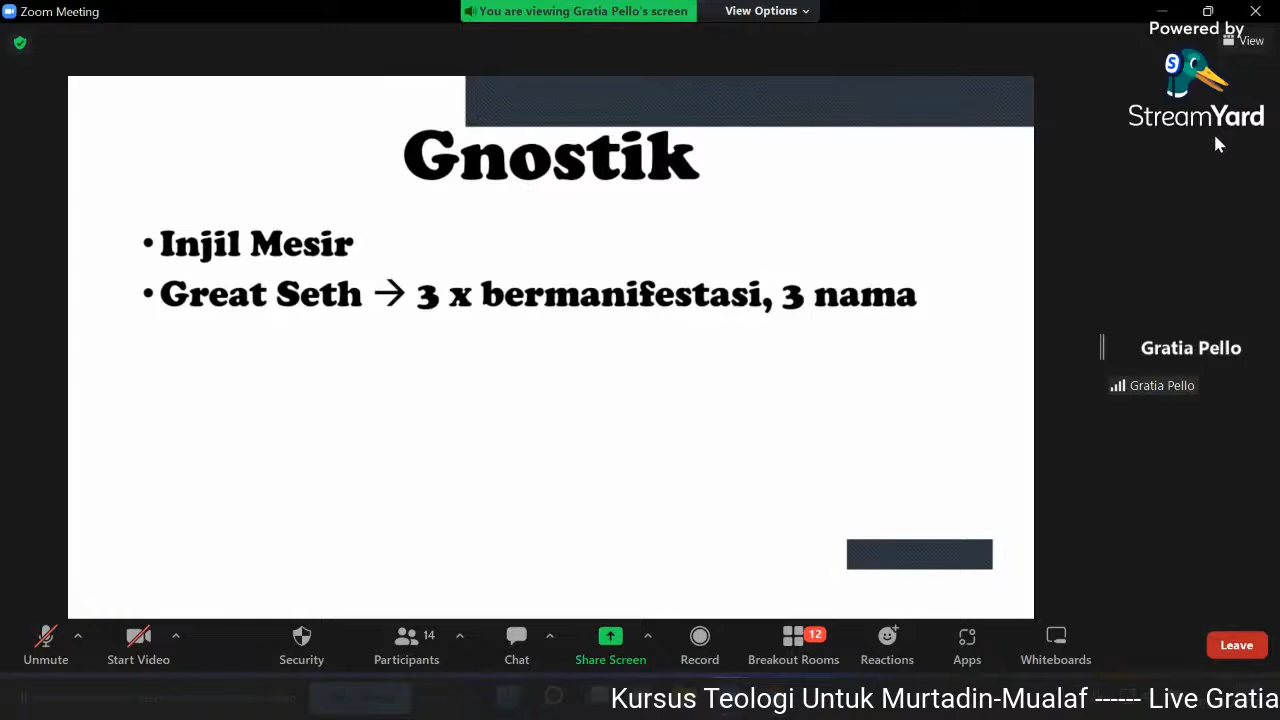 Zoom Meeting
You are viewing Gratia Pello's screen
View Options
Powered by
View
StreamYard
Gnostik
• Injil Mesir
• Great Seth → 3 x bermanifestasi, 3 nama
Gratia Pello
Gratia Pello
Unmute
Start Video
Security
14
Participants
Chat
Share Screen
Record
12
Breakout Rooms
Reactions
Apps
Whiteboards
Leave
Kursus Teologi Untuk Murtadin-Mualaf ------ Live Gratia